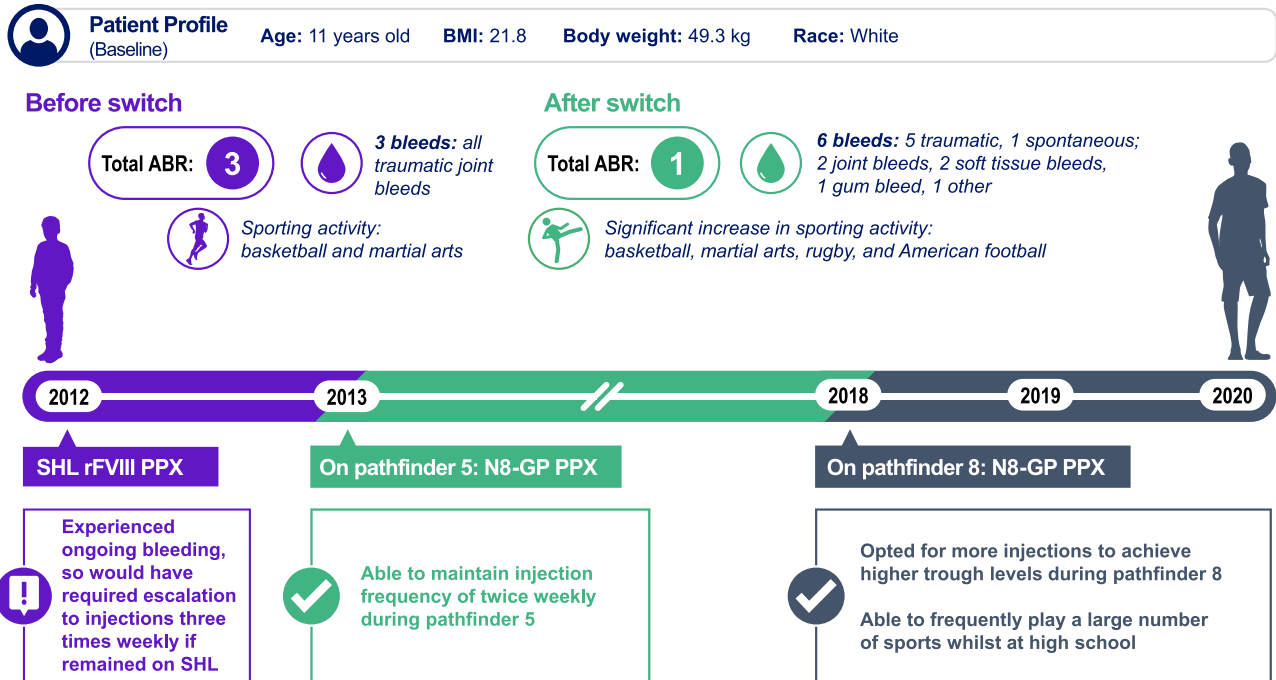 Patient Profile
(Baseline)
Age: 11 years old BMI: 21.8 Body weight: 49.3 kg Race: White
Before switch
Total ABR: 3
3 bleeds: all
traumatic joint
bleeds
Sporting activity:
basketball and martial arts
After switch
Total ABR: 1
6 bleeds: 5 traumatic, 1 spontaneous;
2 joint bleeds, 2 soft tissue bleeds,
1 gum bleed, 1 other
Significant increase in sporting activity:
basketball, martial arts, rugby, and American football
2012 2013 2018 2019 2020
SHL rFVIII PPX
Experienced
ongoing bleeding,
so would have
required escalation
to injections three
times weekly if
remained on SHL
On pathfinder 5: N8-GP PPX
Able to maintain injection
frequency of twice weekly
during pathfinder 5
On pathfinder 8: N8-GP PPX
Opted for more injections to achieve
higher trough levels during pathfinder 8
Able to frequently play a large number
of sports whilst at high school